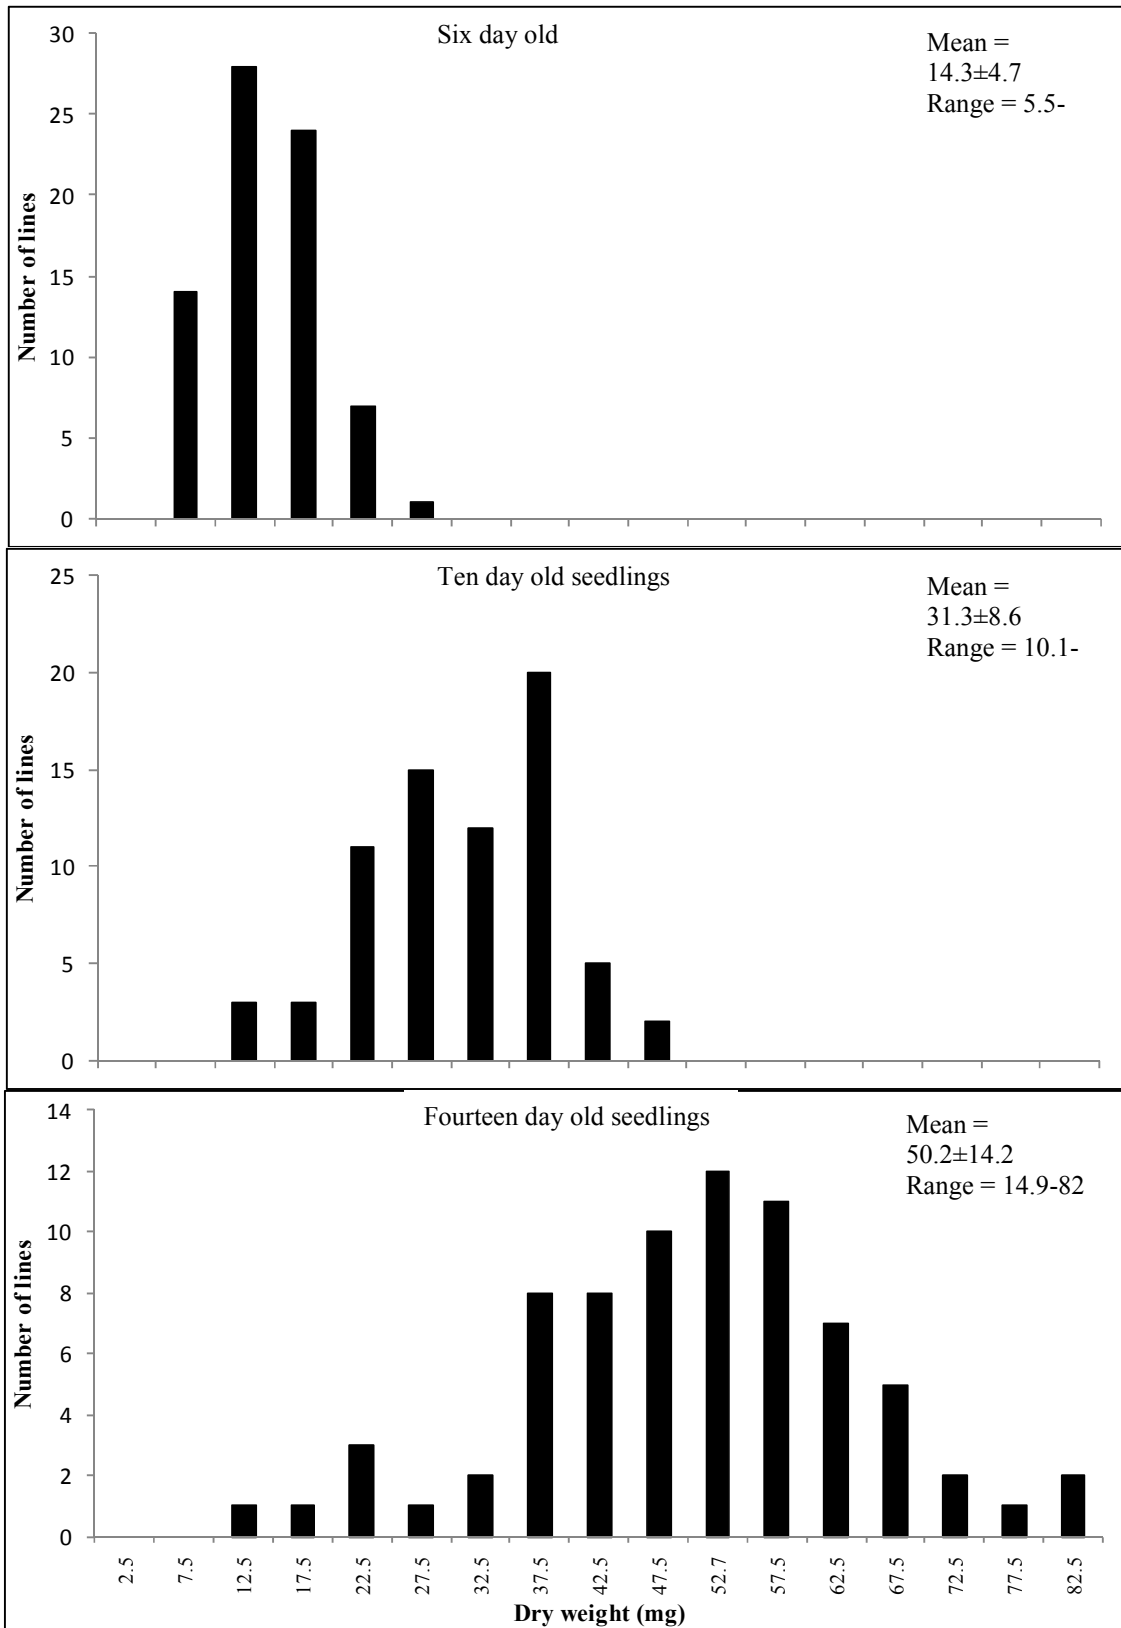 Six day old
Mean =
14.3±4.7
Range = 5.5-
30
25
20
15
10
5
0
Number of lines
Ten day old seedlings
Mean =
31.3±8.6
Range = 10.1-
25
20
15
10
5
0
Number of lines
Fourteen day old seedlings
Mean =
50.2±14.2
Range = 14.9-82
14
12
10
8
6
4
2
0
Number of lines
2.5 7.5 12.5 17.5 22.5 27.5 32.5 37.5 42.5 47.5 52.7 57.5 62.5 67.5 72.5 77.5 82.5
Dry weight (mg)